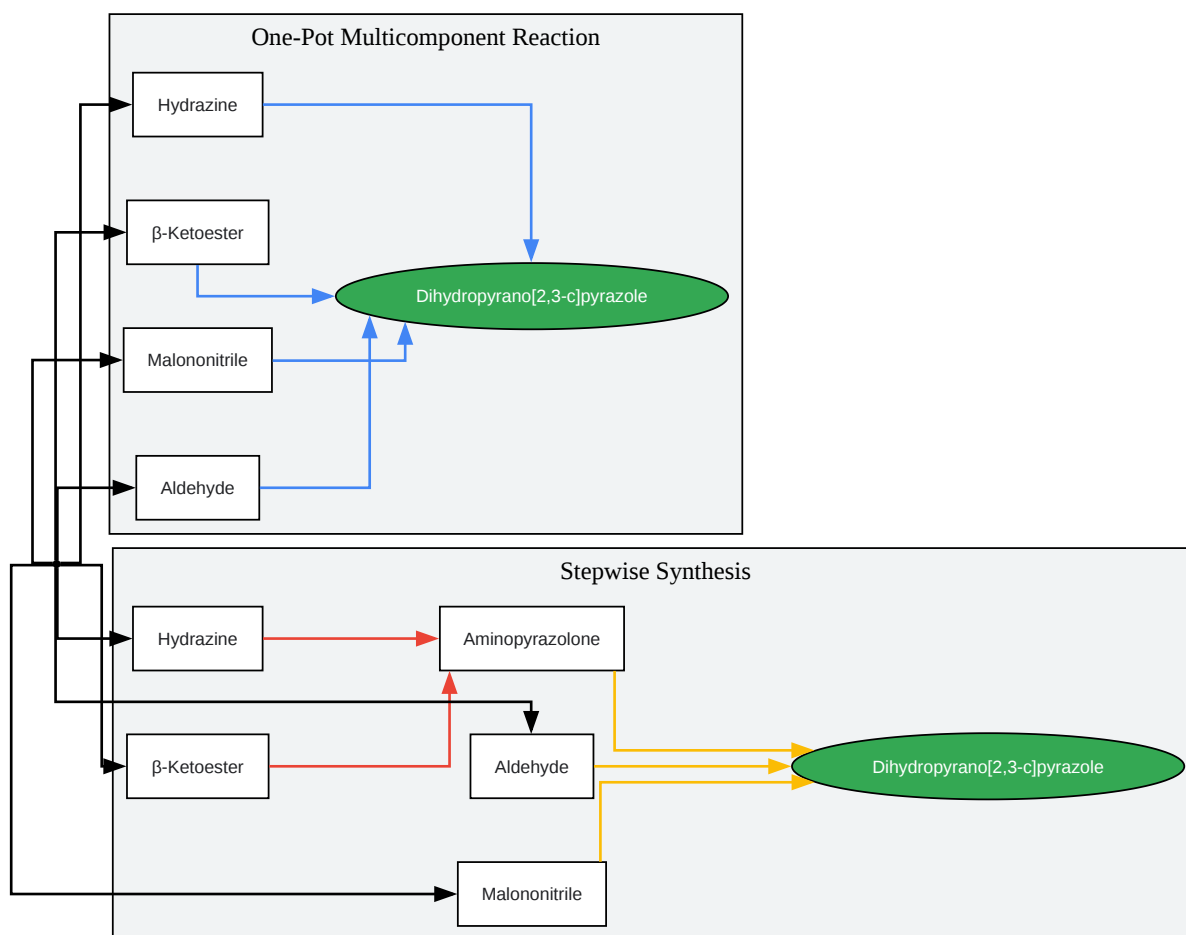 One-Pot Multicomponent Reaction
Hydrazine
β-Ketoester
Dihydropyrano[2,3-c]pyrazole
Malononitrile
Aldehyde
Stepwise Synthesis
Hydrazine
Aminopyrazolone
β-Ketoester
Aldehyde
Dihydropyrano[2,3-c]pyrazole
Malononitrile